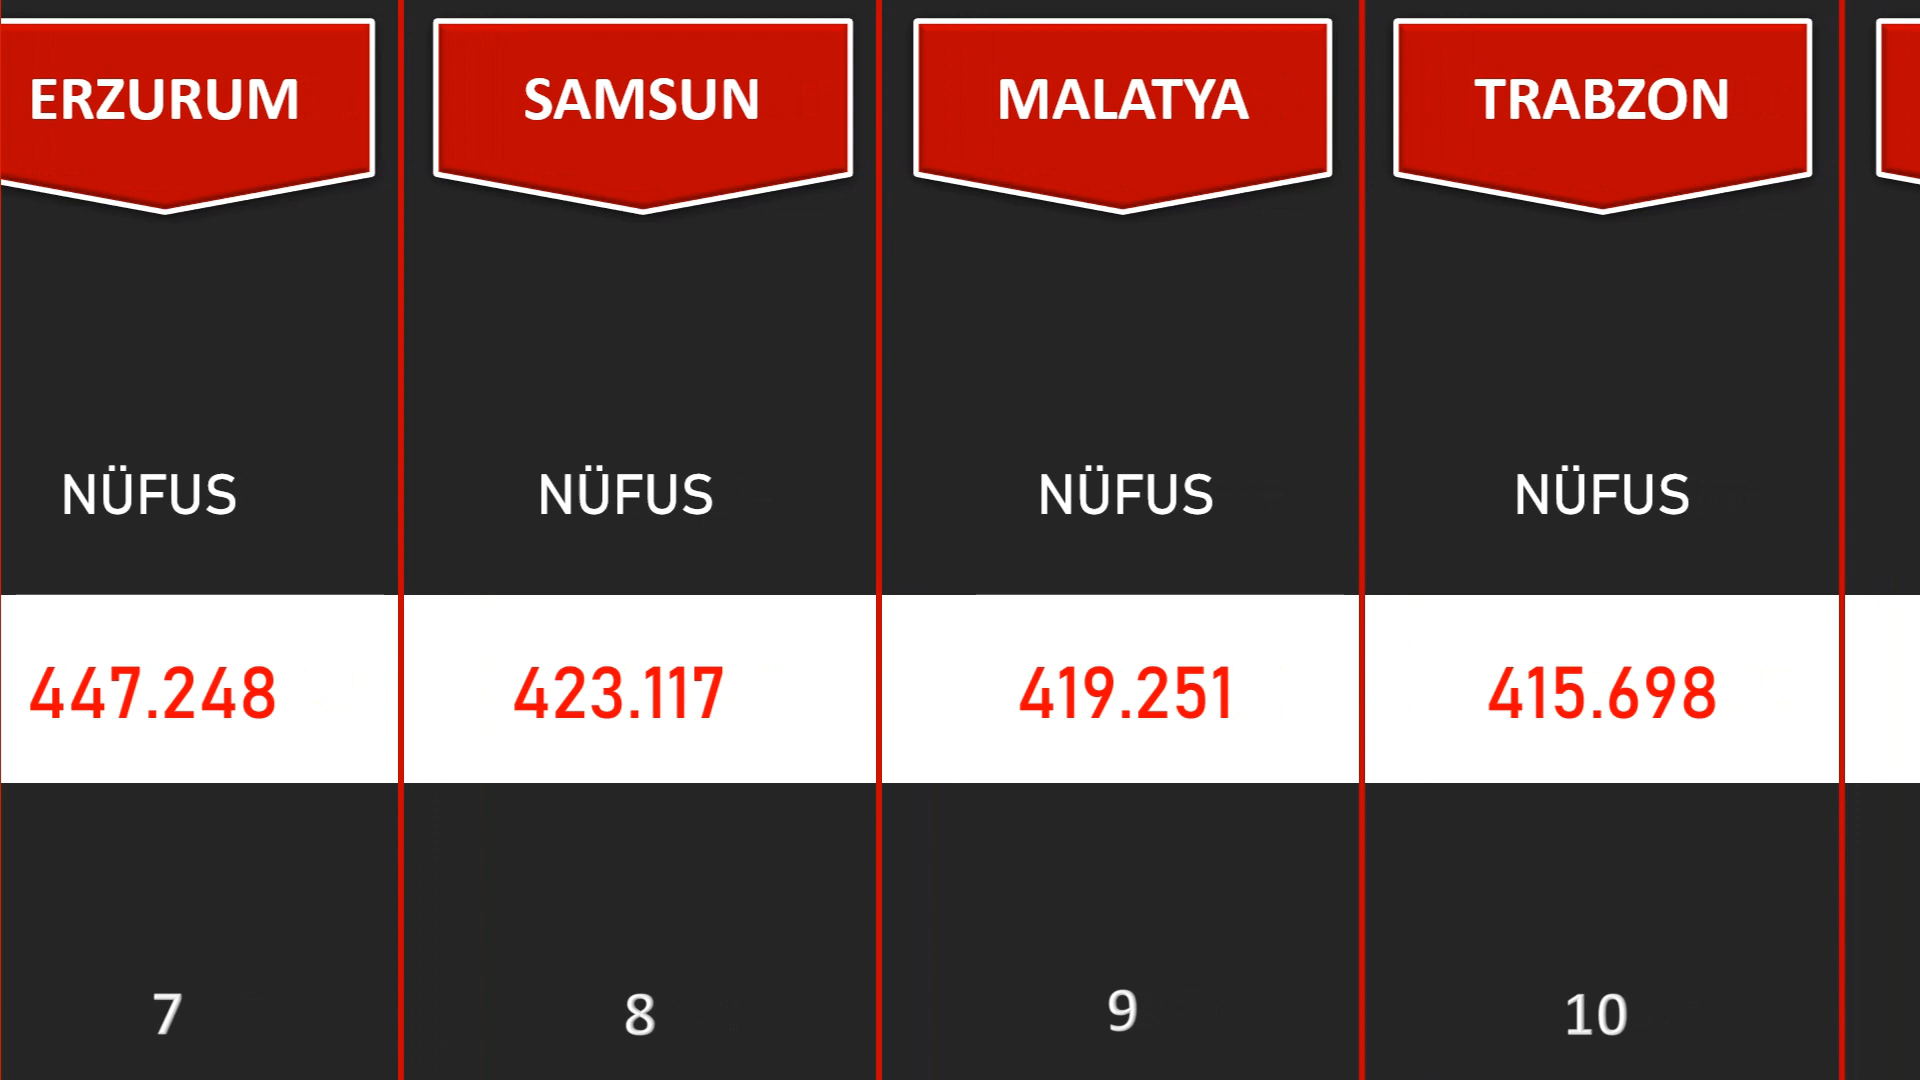 ERZURUM
SAMSUN
MALATYA
TRABZON
NÜFUS
NÜFUS
NÜFUS
NÜFUS
447.248
423.117
419.251
415.698
7
8
9
10